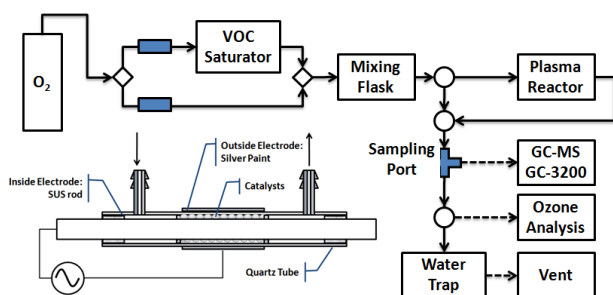 O2
VOC
Saturator
Mixing
Flask
Plasma
Reactor
Sampling
Port
GC-MS
GC-3200
Ozone
Analysis
Water
Trap
Vent
Outside Electrode:
Silver Paint
Inside Electrode:
SUS rod
Catalysts
Quartz Tube